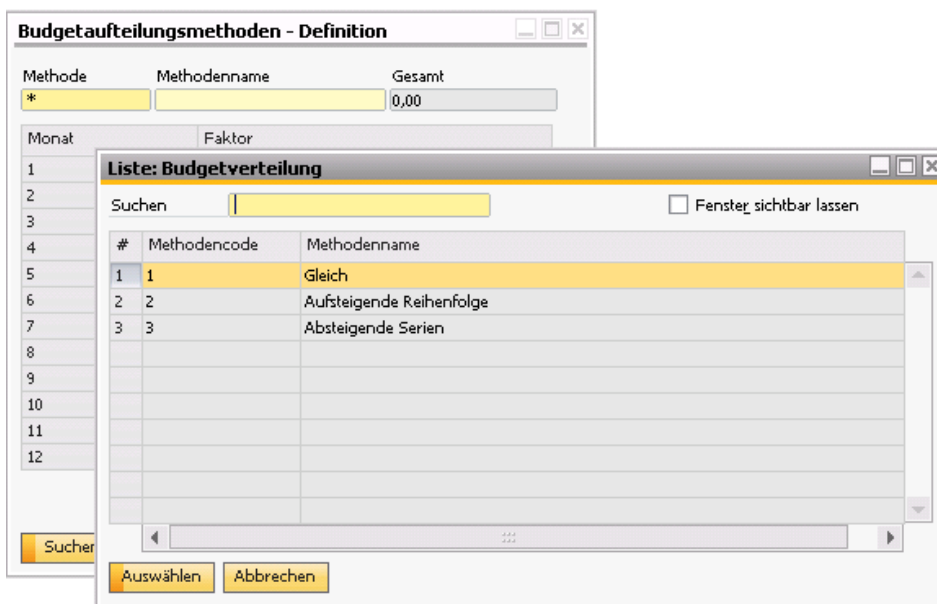 Budgetaufteilungsmethoden - Definition
Methode Methodenname Gesamt
* 0,00
Monat Faktor
1
2
3
4
5
6
7
8
9
10
11
12
Liste: Budgetverteilung
Suchen Fenster sichtbar lassen
# Methodencode Methodenname
1 1 Gleich
2 2 Aufsteigende Reihenfolge
3 3 Absteigende Serien
Auswählen Abbrechen